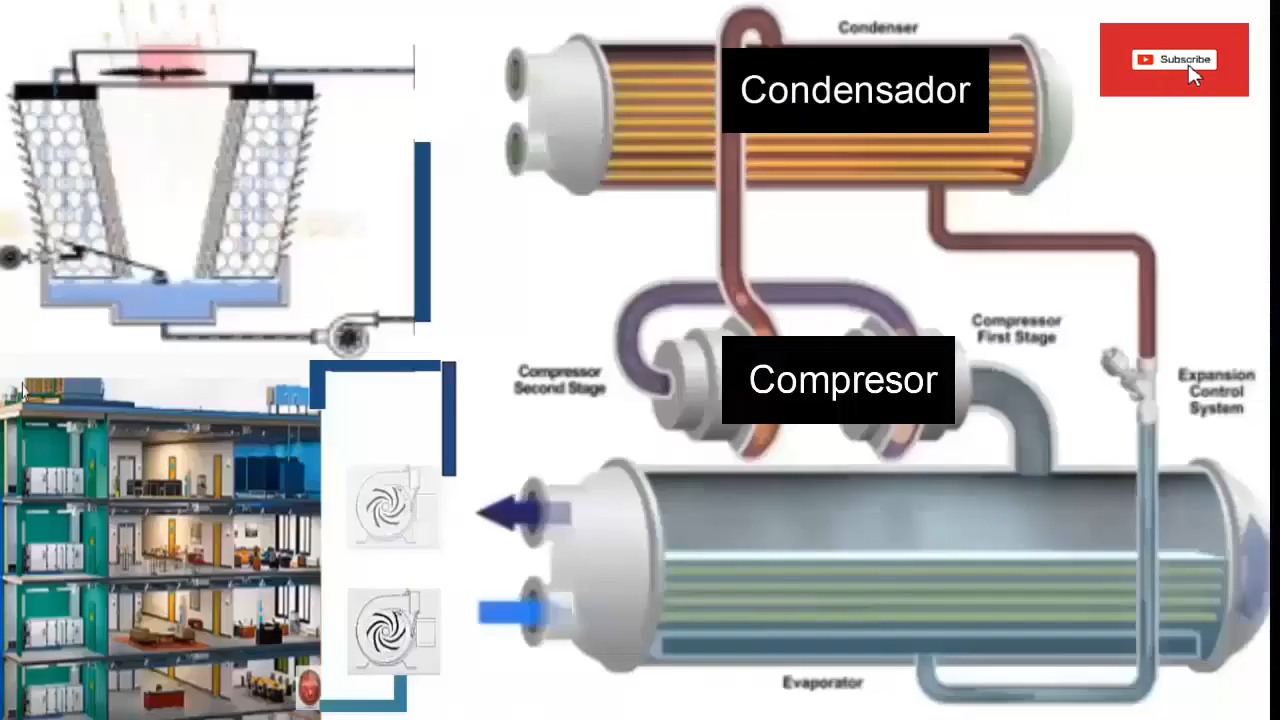 Condenser
Subscribe
Condensador
Compressor
First Stage
Compressor
Second Stage
Compresor
Expansion
Control
System
Evaporator